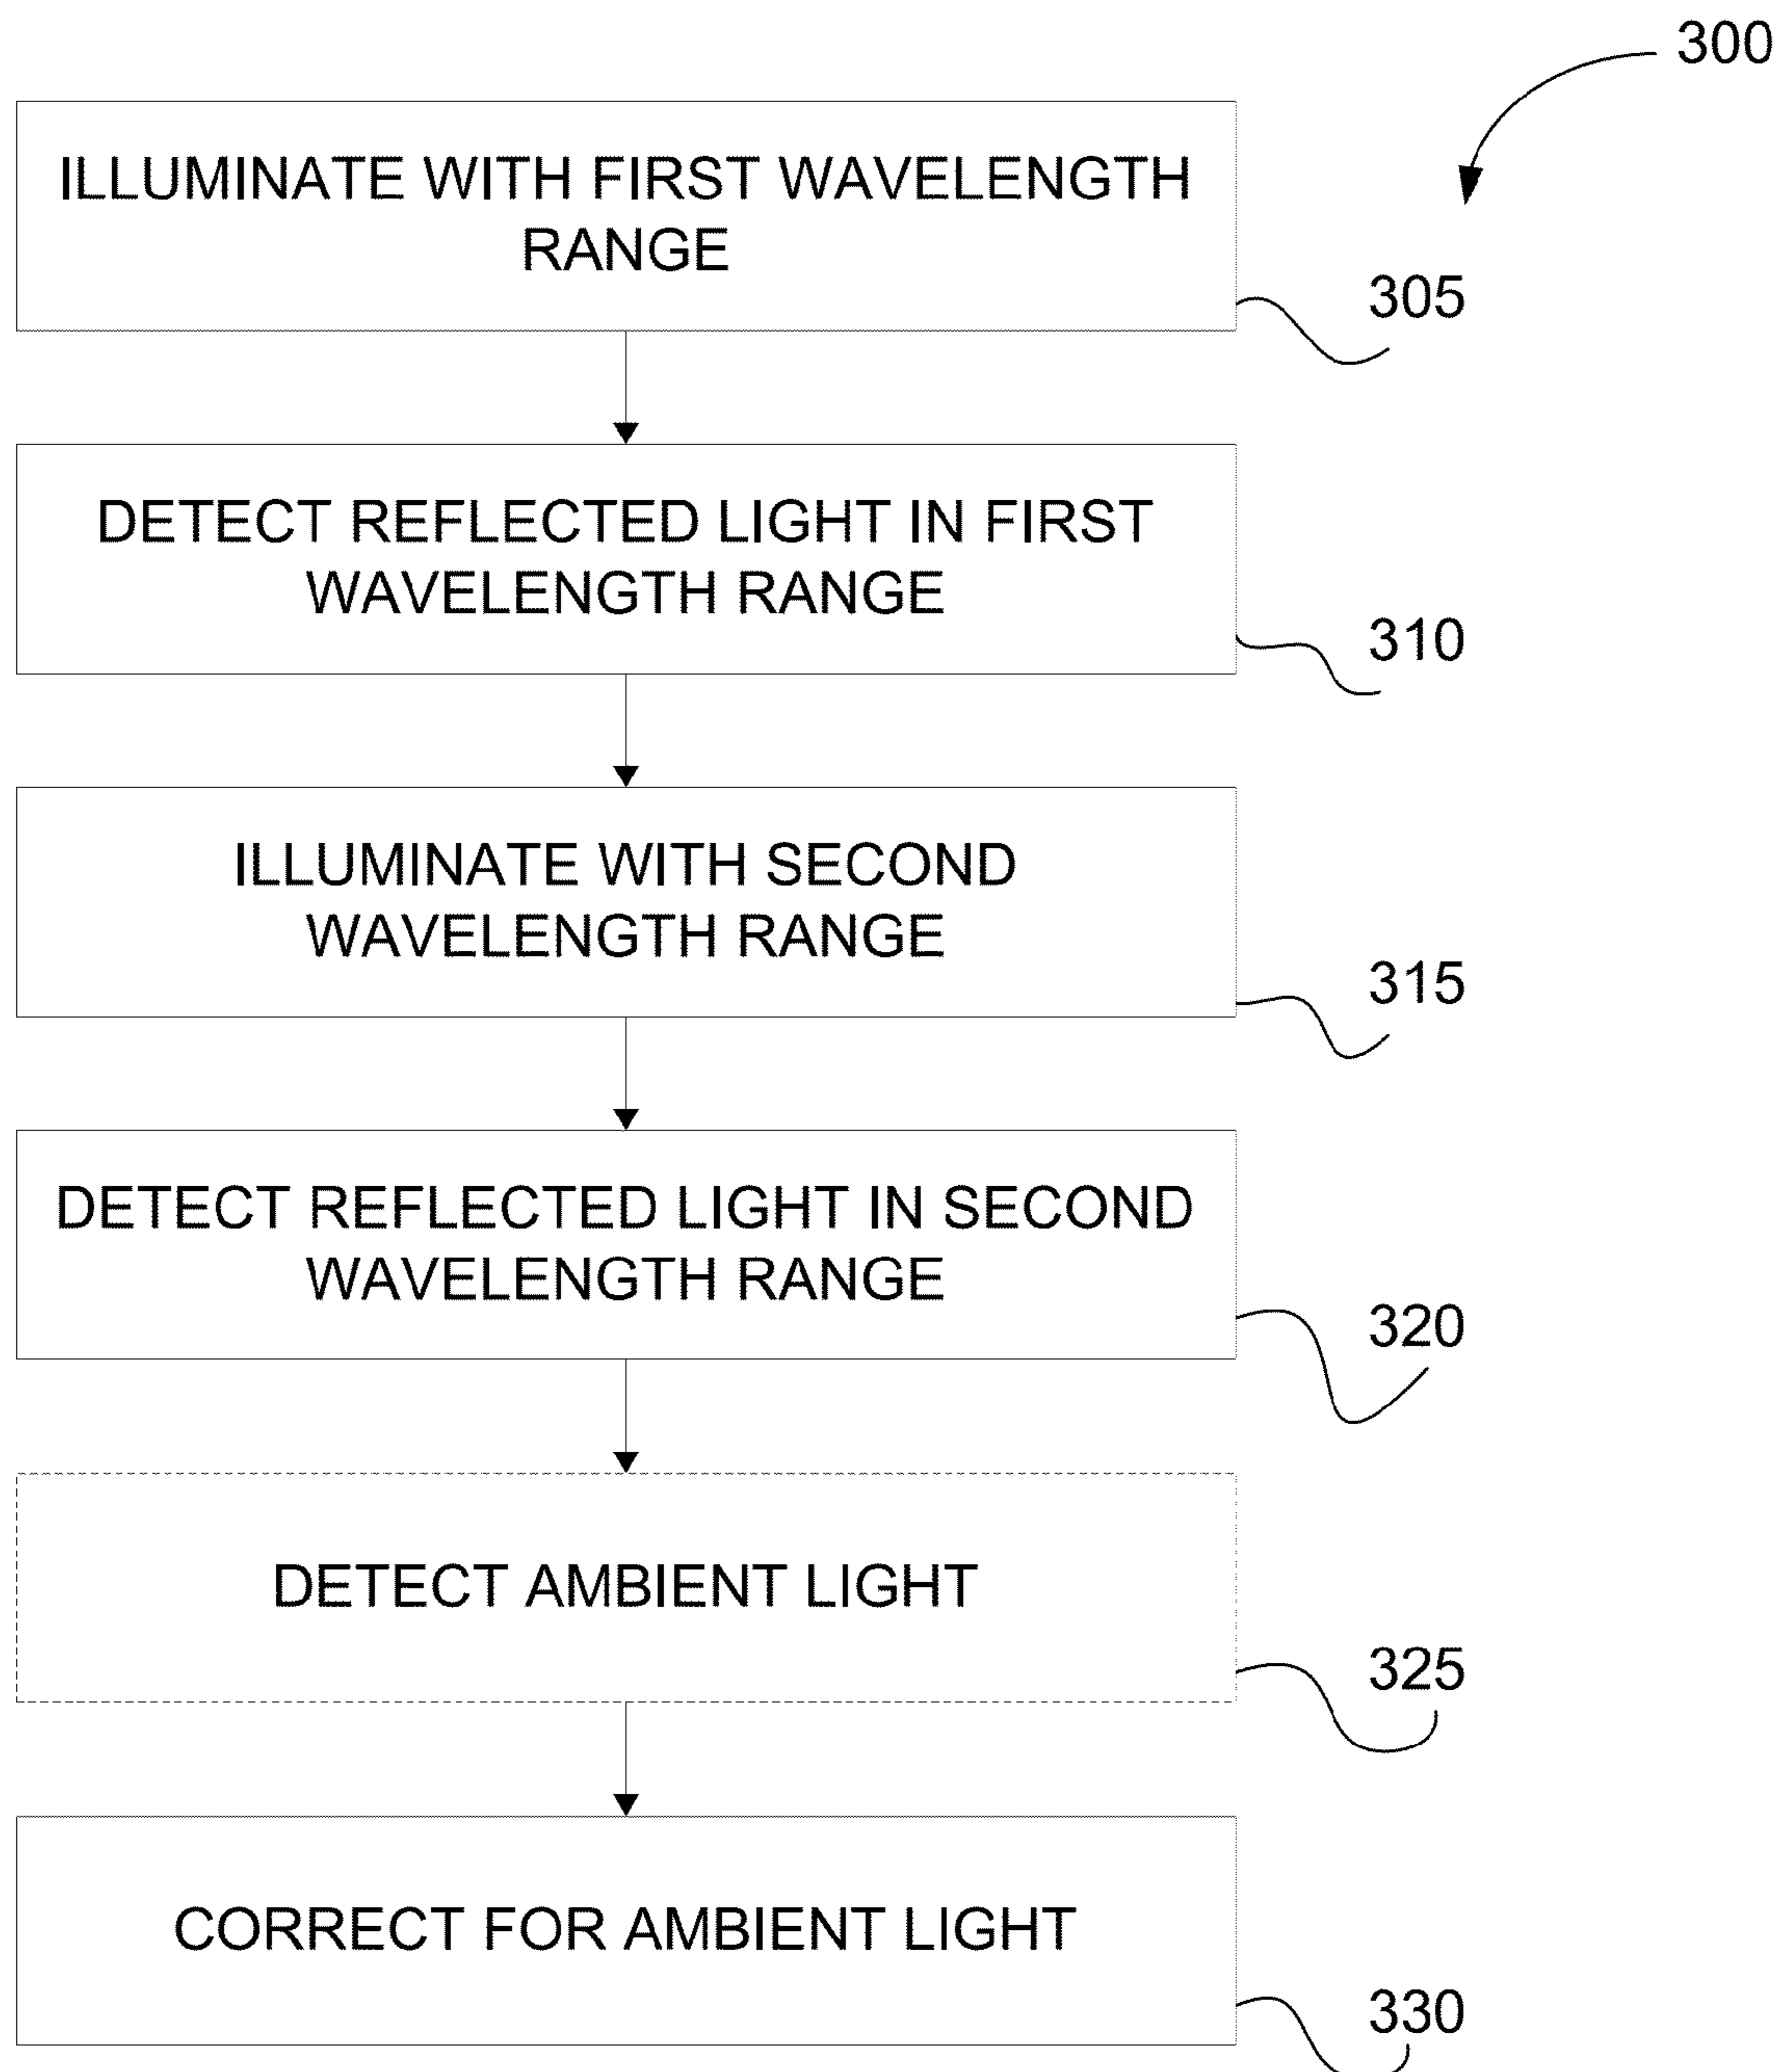 300
ILLUMINATE WITH FIRST WAVELENGTH
RANGE
305
DETECT REFLECTED LIGHT IN FIRST
WAVELENGTH RANGE
310
ILLUMINATE WITH SECOND
WAVELENGTH RANGE
315
DETECT REFLECTED LIGHT IN SECOND
WAVELENGTH RANGE
320
DETECT AMBIENT LIGHT
325
CORRECT FOR AMBIENT LIGHT
330